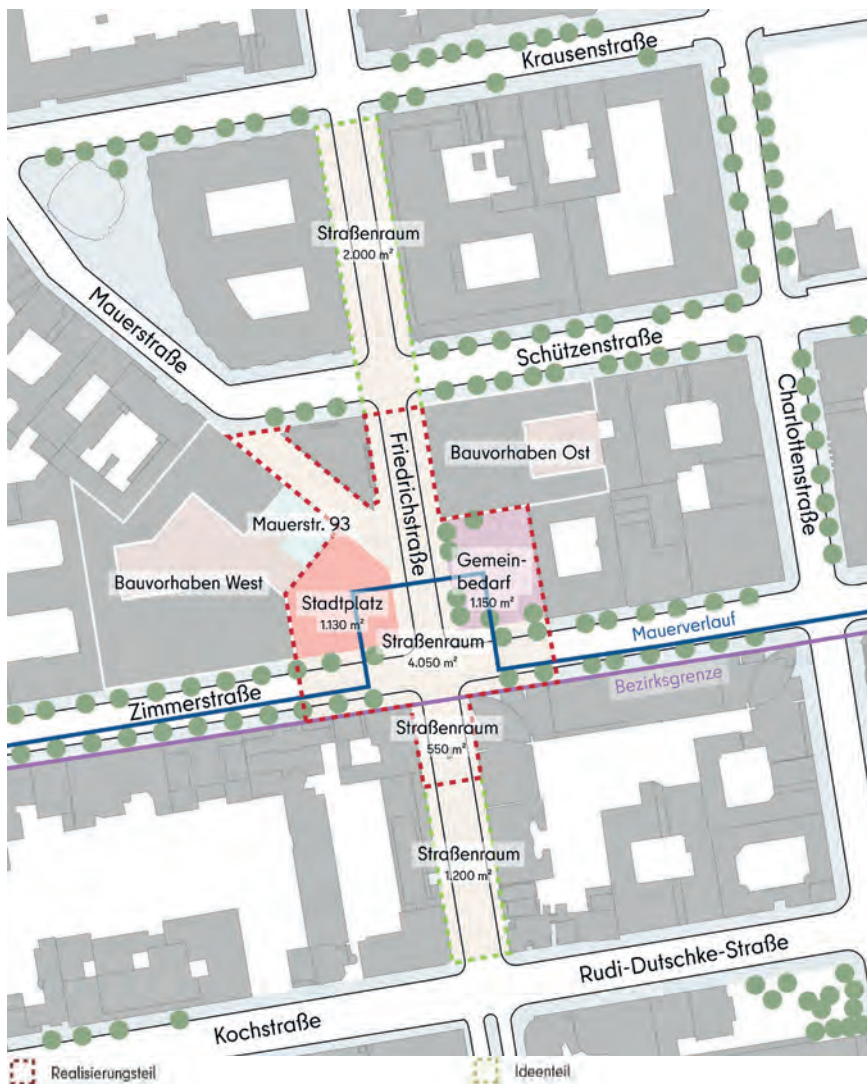 Krausenstraße
Straßenraum
2.000 m²
Mauerstraße
Schützenstraße
Charlottenstraße
Friedrichstraße
Bauvorhaben Ost
Mauerstr. 93
Bauvorhaben West
Gemein-
bedarf
1.150 m²
Stadtplatz
1.130 m²
Straßenraum
4.050 m²
Mauerverlauf
Bezirksgrenze
Zimmerstraße
Straßenraum
550 m²
Straßenraum
1.200 m²
Rudi-Dutschke-Straße
Kochstraße
Realisierungsteil
Ideenteil